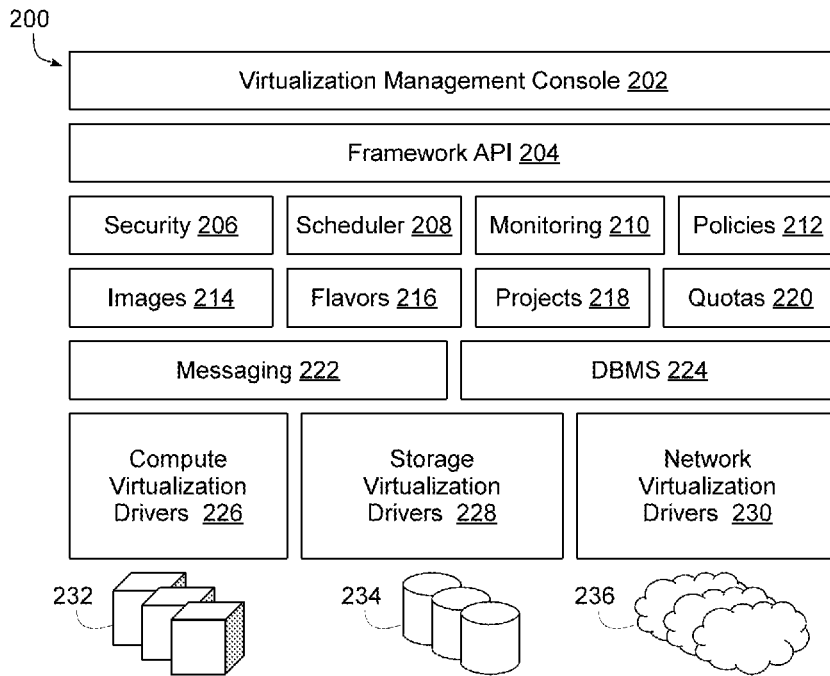 200
Virtualization Management Console 202
Framework API 204
Security 206
Scheduler 208
Monitoring 210
Policies 212
Images 214
Flavors 216
Projects 218
Quotas 220
Messaging 222
DBMS 224
Compute
Virtualization
Drivers 226
Storage
Virtualization
Drivers 228
Network
Virtualization
Drivers 230
232
234
236